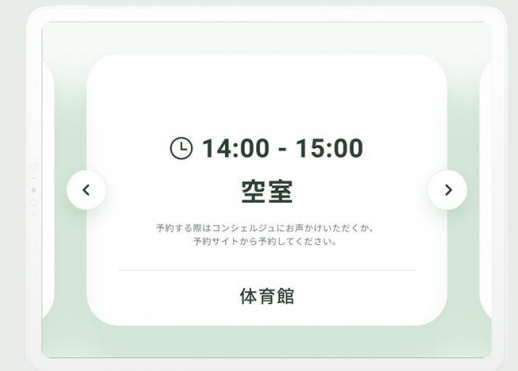 14:00 - 15:00
空室
予約する際はコンシェルジュにお声かけいただくか、
予約サイトから予約してください。
体育館